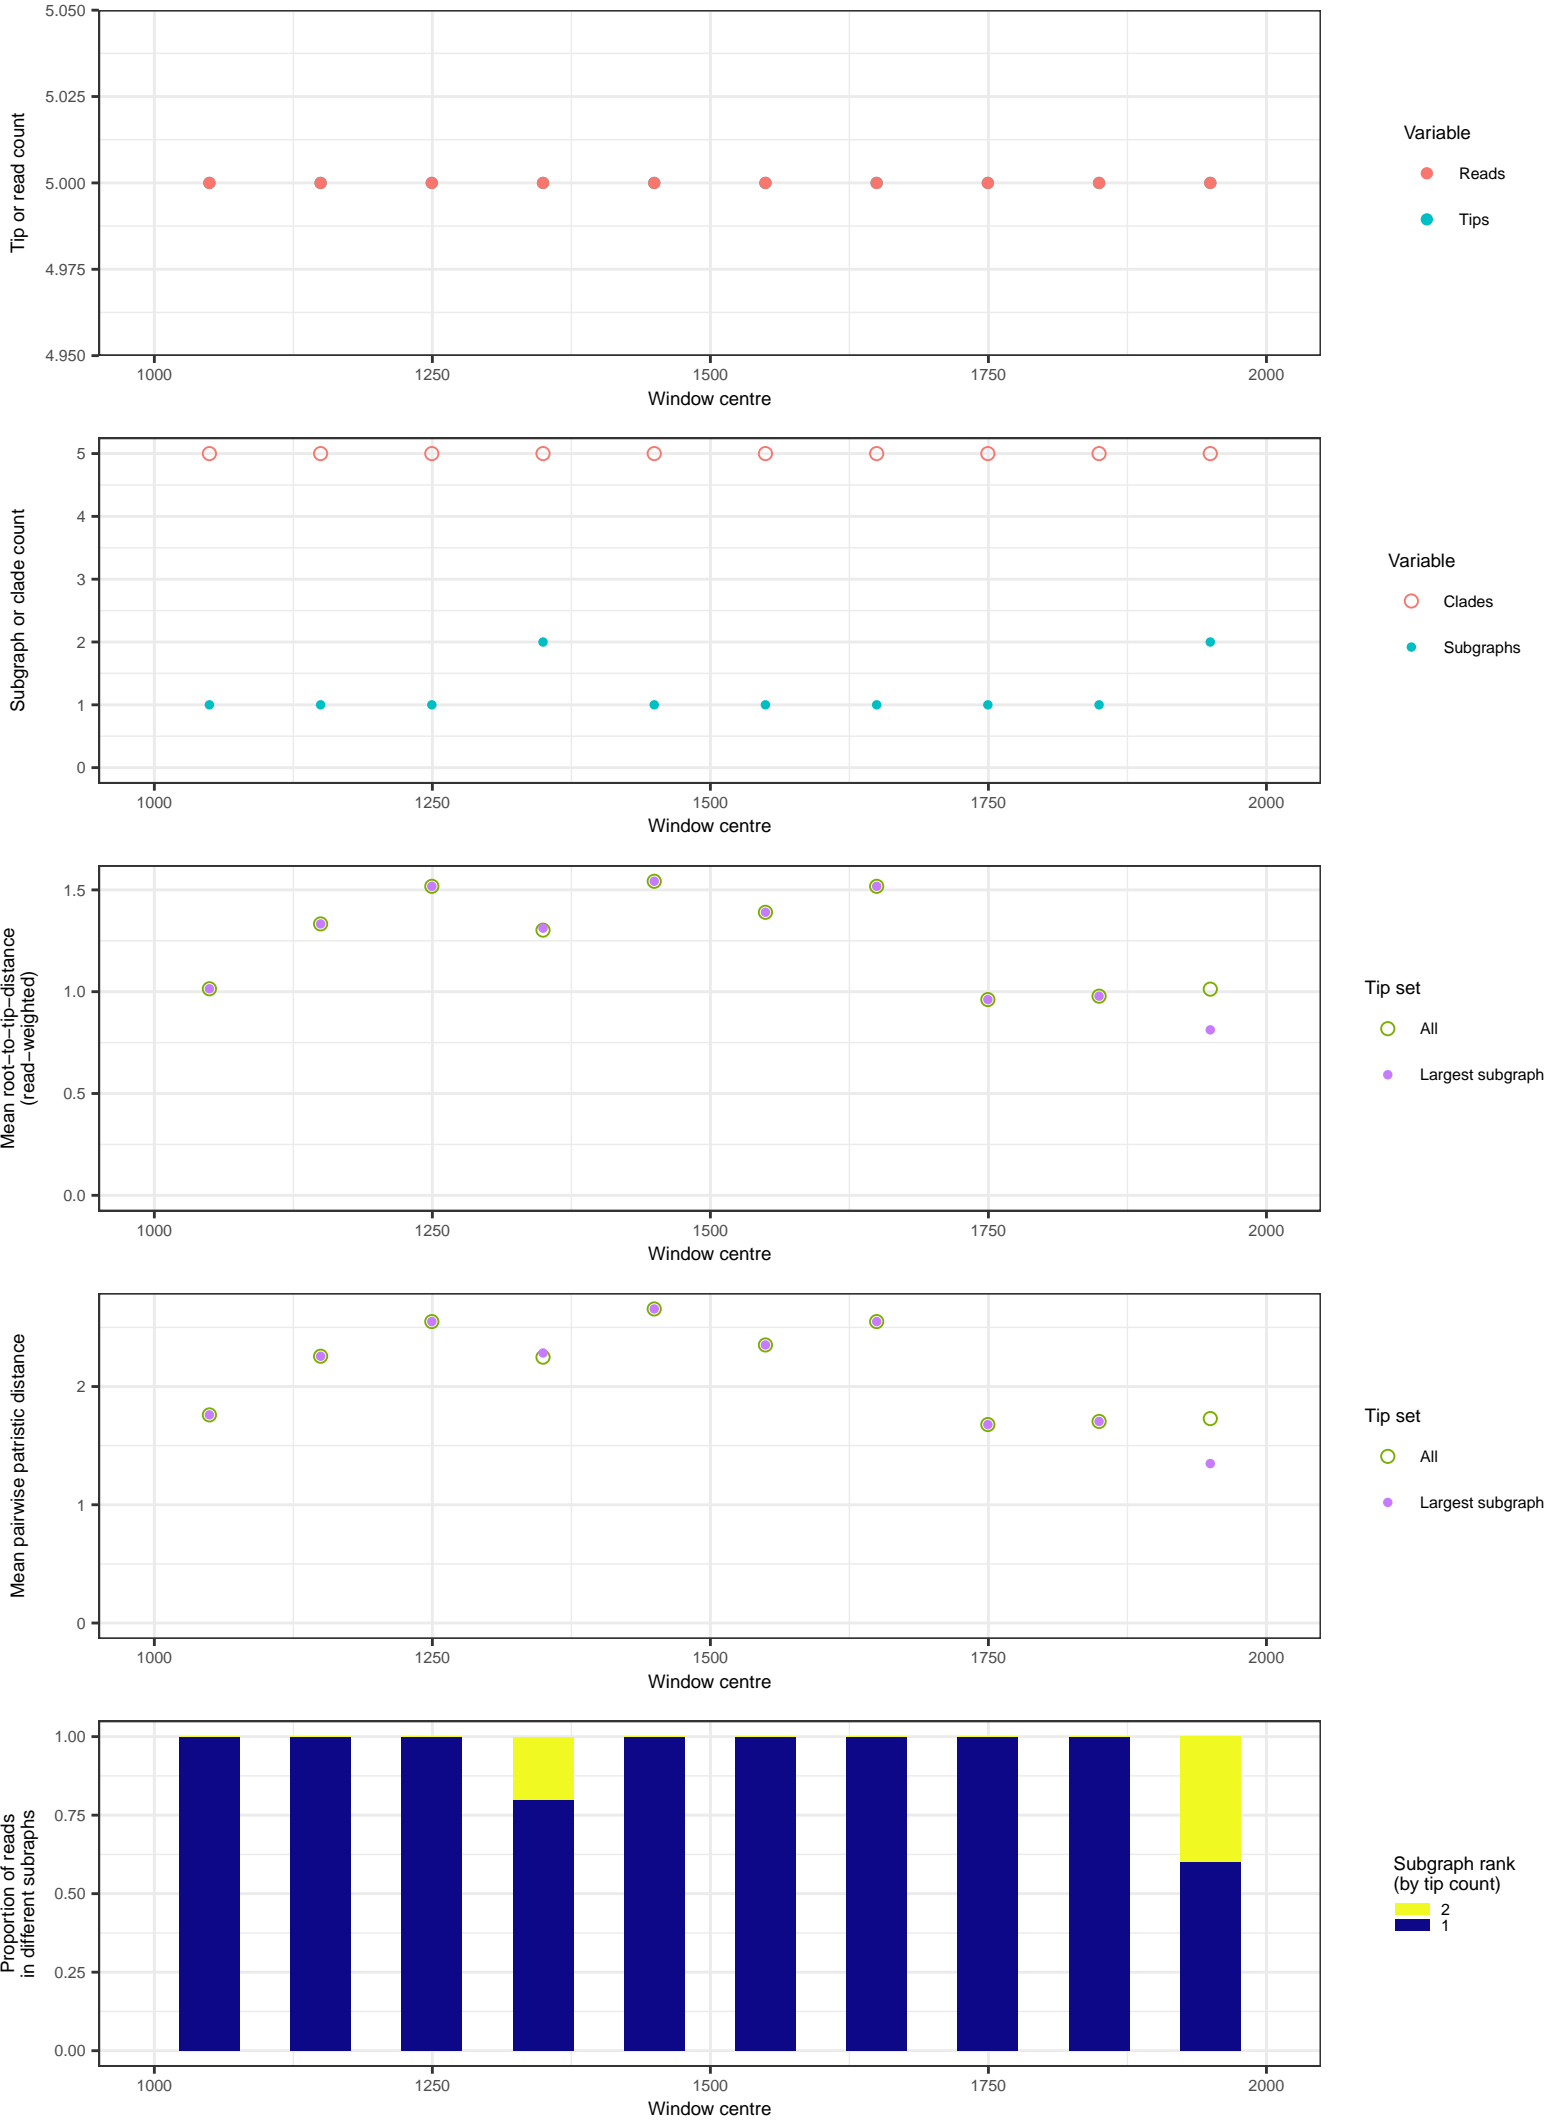 5.050
5.025
5.000
4.975
4.950
Tip or read count
1000 1250 1500 1750 2000
Window centre
Variable
Reads
Tips
5
4
3
2
1
0
Subgraph or clade count
1000 1250 1500 1750 2000
Window centre
Variable
Clades
Subgraphs
1.5
1.0
0.5
0.0
Mean root−to−tip−distance
(read−weighted)
1000 1250 1500 1750 2000
Window centre
Tip set
All
Largest subgraph
2
1
0
Mean pairwise patristic distance
1000 1250 1500 1750 2000
Window centre
Tip set
All
Largest subgraph
1.00
0.75
0.50
0.25
0.00
Proportion of reads
in different subraphs
1000 1250 1500 1750 2000
Window centre
Subgraph rank
(by tip count)
2
1